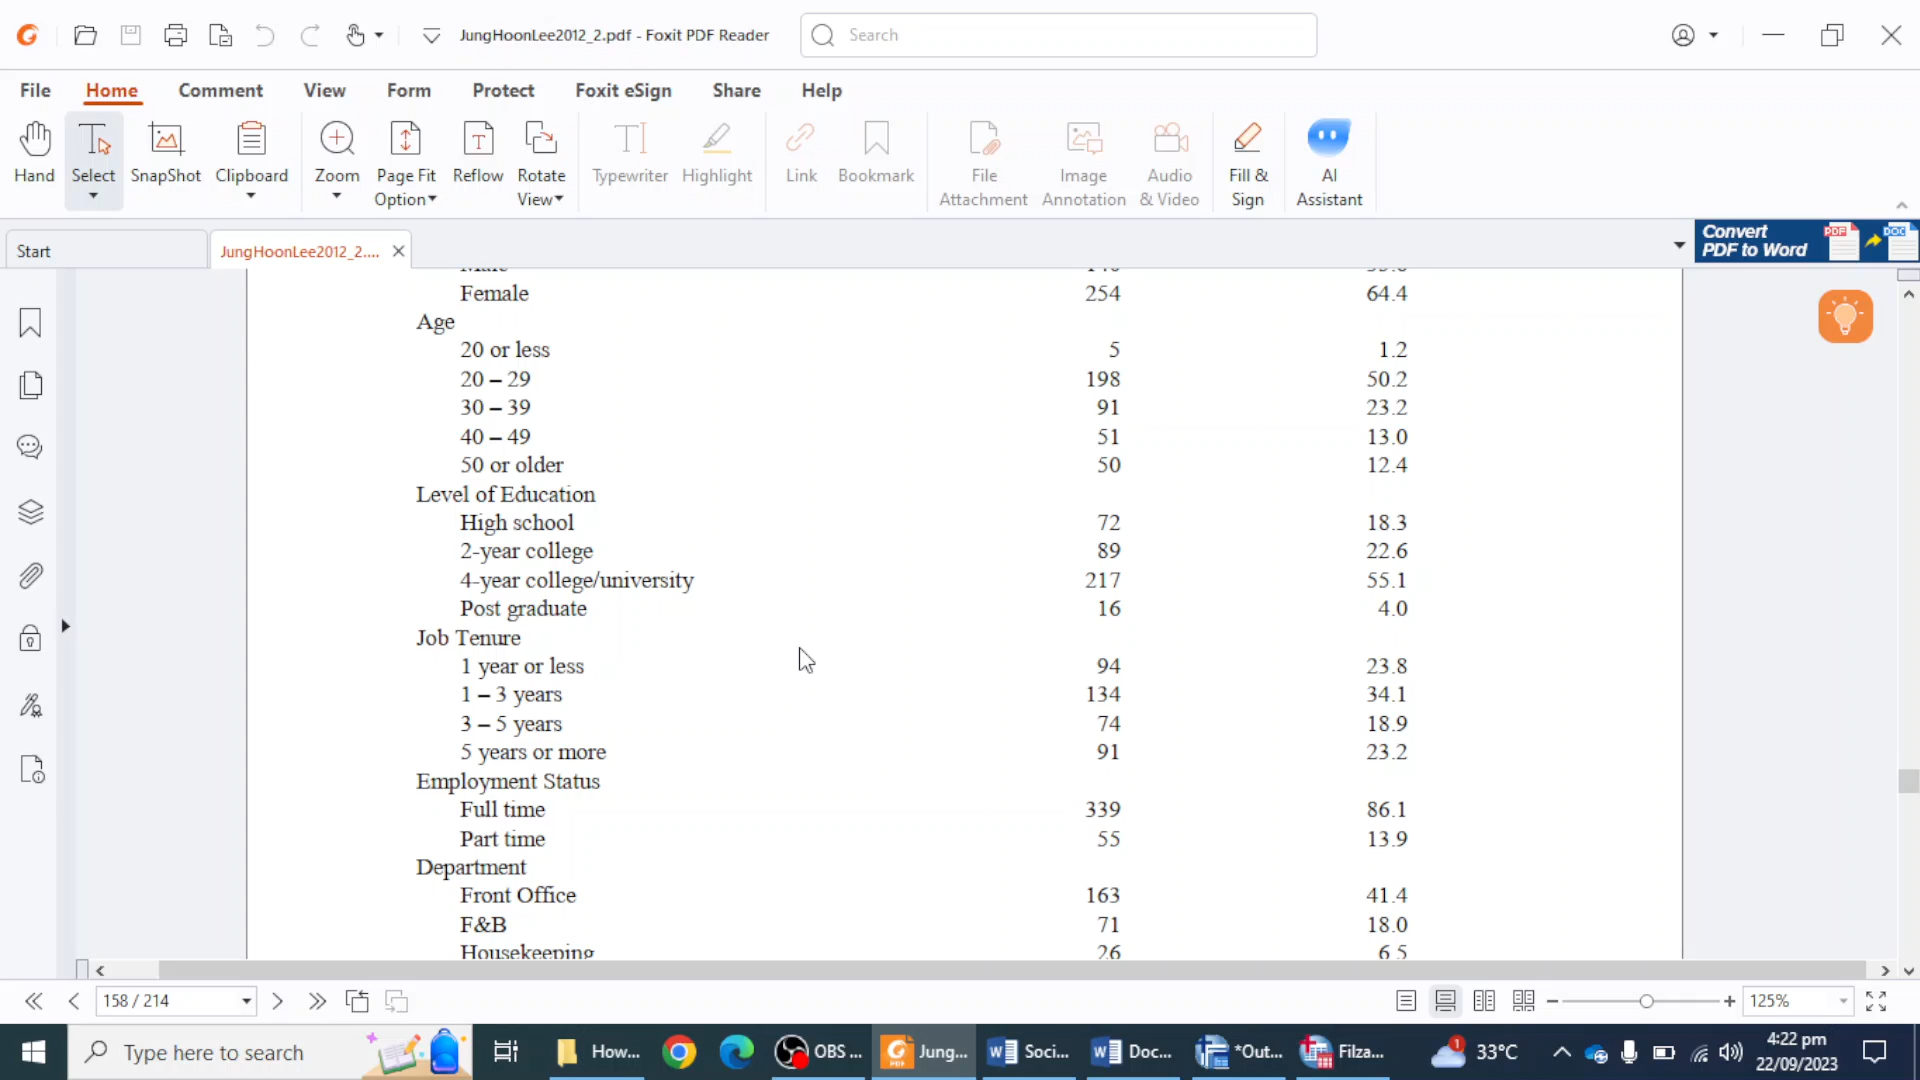 JungHoonLee2012_2.pdf - Foxit PDF Reader
Search
File Home Comment View Form Protect Foxit eSign Share Help
Hand Select SnapShot Clipboard Zoom Page Fit Option Reflow Rotate View Typewriter Highlight Link Bookmark File Attachment Image Annotation Audio & Video Fill & Sign AI Assistant
Start JungHoonLee2012_2.... Convert PDF to Word PDF DOC
Female 254 64.4
Age
20 or less 5 1.2
20 – 29 198 50.2
30 – 39 91 23.2
40 – 49 51 13.0
50 or older 50 12.4
Level of Education
High school 72 18.3
2-year college 89 22.6
4-year college/university 217 55.1
Post graduate 16 4.0
Job Tenure
1 year or less 94 23.8
1 – 3 years 134 34.1
3 – 5 years 74 18.9
5 years or more 91 23.2
Employment Status
Full time 339 86.1
Part time 55 13.9
Department
Front Office 163 41.4
F&B 71 18.0
Housekeeping 26 6.5
158 / 214 125%
Type here to search How... OBS ... Jung... Soci... Doc... *Out... Filza... 1 33°C 4:22 pm
22/09/2023